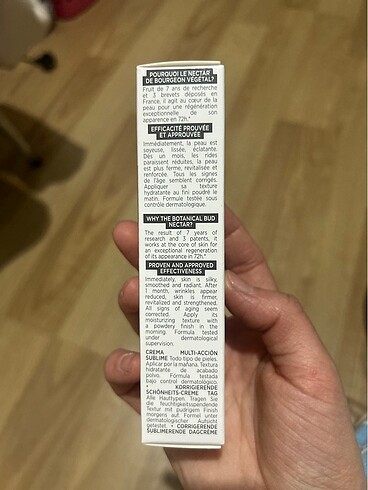 POURQUOI LE NECTAR
DE BOURGEON VÉGÉTAL?
Fruit de 7 ans de recherche
et 3 brevets déposés en
France, il agit au cœur de la
peau pour une régénération
exceptionnelle de son
apparence en 72h.*
EFFICACITÉ PROUVÉE
ET APPROUVÉE
Immédiatement, la peau est
soyeuse, lissée, éclatante.
Dès un mois, les rides
paraissent réduites, la peau
est plus ferme, revitalisée et
renforcée. Tous les signes
de l'âge semblent corrigés.
Appliquer sa texture
hydratante au fini poudré le
matin. Formule testée sous
contrôle dermatologique.
WHY THE BOTANICAL BUD
NECTAR?
The result of 7 years of
research and 3 patents, it
works at the core of skin for
an exceptional regeneration
of its appearance in 72h.*
PROVEN AND APPROVED
EFFECTIVENESS
Immediately, skin is silky,
smoothed and radiant. After
1 month, wrinkles appear
reduced, skin is firmer,
revitalized and strengthened.
All signs of aging seem
corrected. Apply its
moisturizing texture with
a powdery finish in the
morning. Formula tested
under dermatological
supervision.
CREMA MULTI-ACCIÓN
SUBLIME Todo tipo de pieles.
Aplicar por la mañana. Textura
hidratante de acabado
polvo. Fórmula testada
bajo control dermatológico.
• KORRIGIERENDE
SCHÖNHEITS-CREME TAG
Alle Hauttypen. Tragen Sie
die feuchtigkeitsspendende
Textur mit pudrigem Finish
morgens auf. Formel unter
dermatologischer Aufsicht
getestet • CORRIGERENDE
SUBLIMERENDE DAGCRÈME